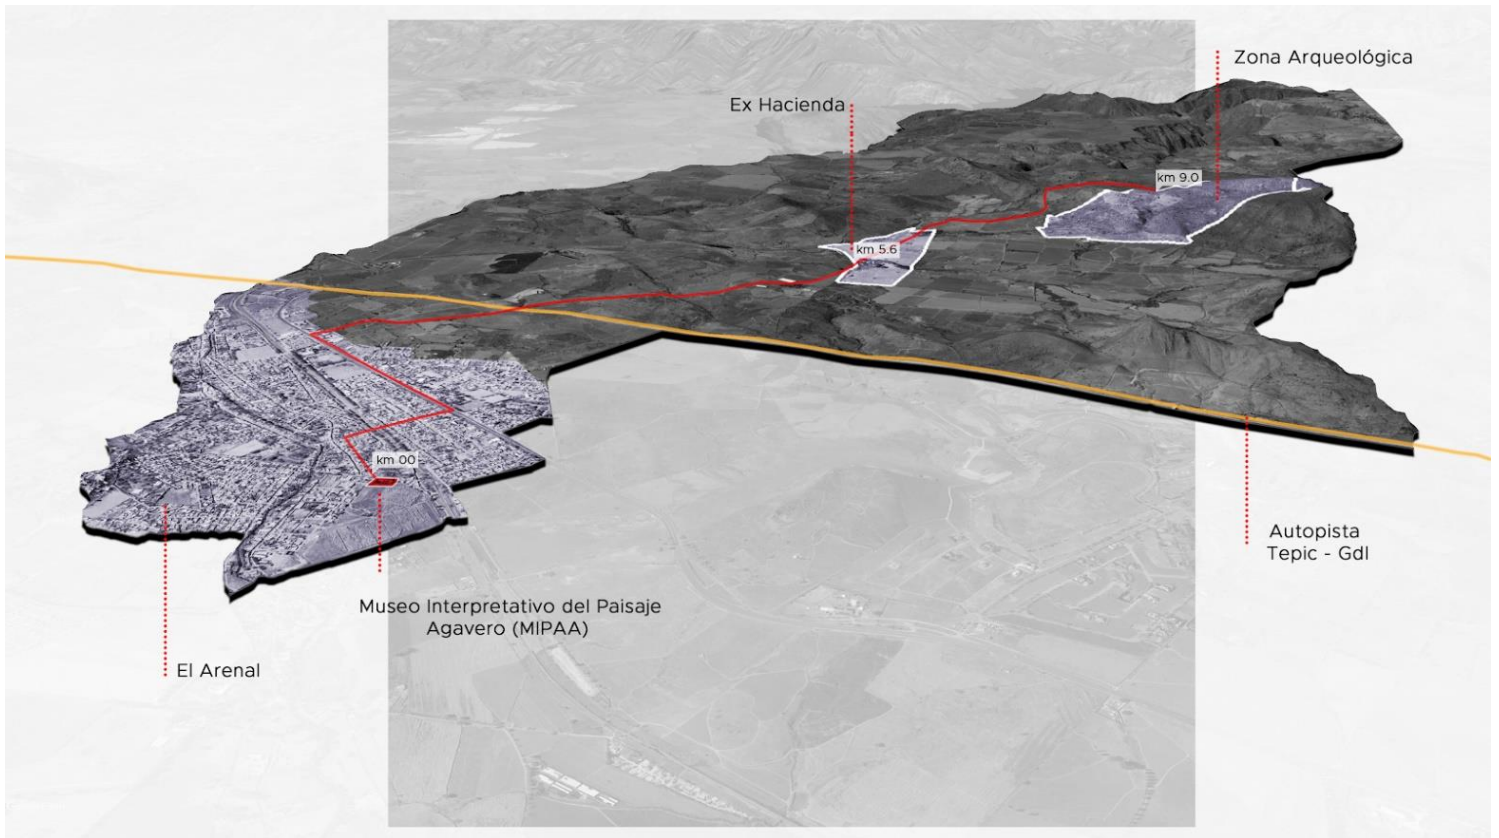 Zona Arqueológica
Ex Hacienda
km 9.0
km 5.6
km 00
Autopista
Tepic - Gdl
Museo Interpretativo del Paisaje
Agavero (MIPAA)
El Arenal